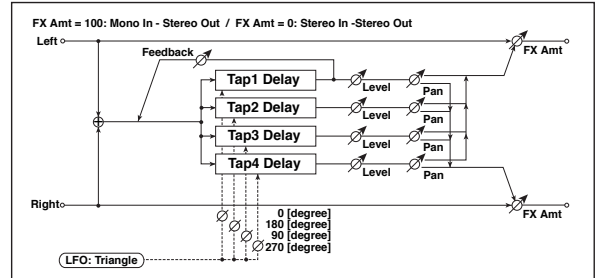 FX Amt = 100: Mono In - Stereo Out / FX Amt = 0: Stereo In -Stereo Out
Left
FX Amt
Feedback
Tap1 Delay
Level
Pan
Tap2 Delay
Level
Tap3 Delay
Level
Tap4 Delay
Level
Pan
Right
FX Amt
0 [degree]
180 [degree]
90 [degree]
270 [degree]
LFO: Triangle